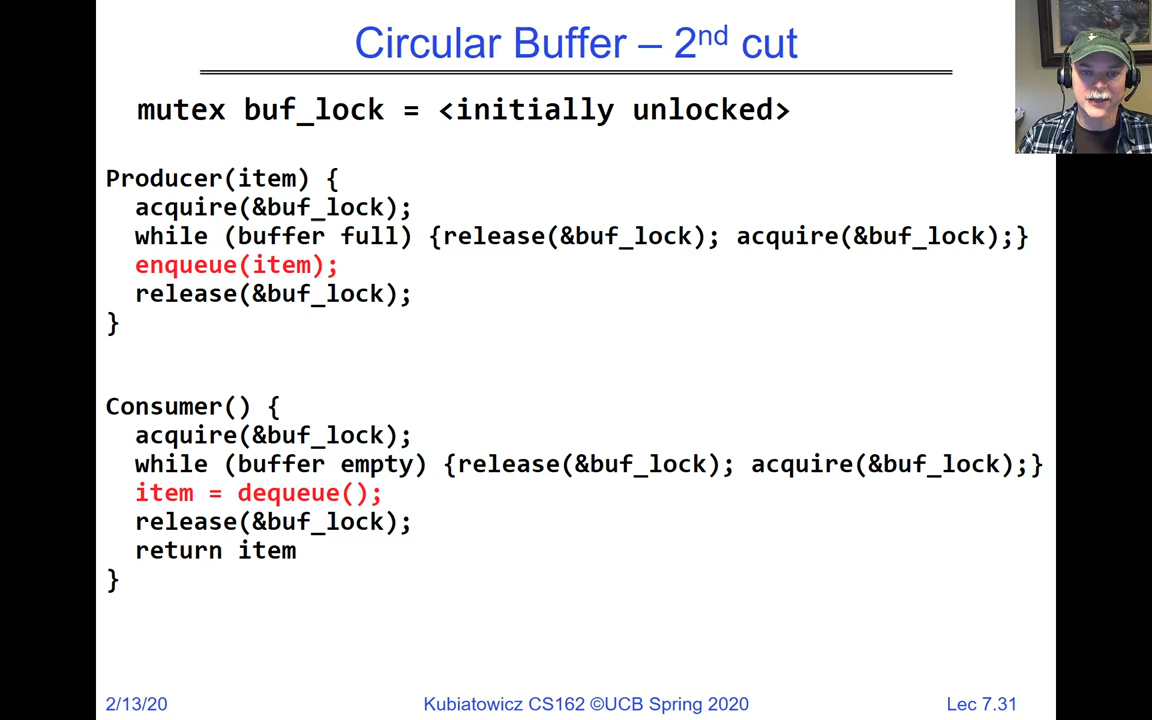 Circular Buffer – 2nd cut
mutex buf_lock = <initially unlocked>
Producer(item) {
acquire(&buf_lock);
while (buffer full) {release(&buf_lock); acquire(&buf_lock);}
enqueue(item);
release(&buf_lock);
}
Consumer() {
acquire(&buf_lock);
while (buffer empty) {release(&buf_lock); acquire(&buf_lock);}
item = dequeue();
release(&buf_lock);
return item
}
2/13/20
Kubiatowicz CS162 ©UCB Spring 2020
Lec 7.31